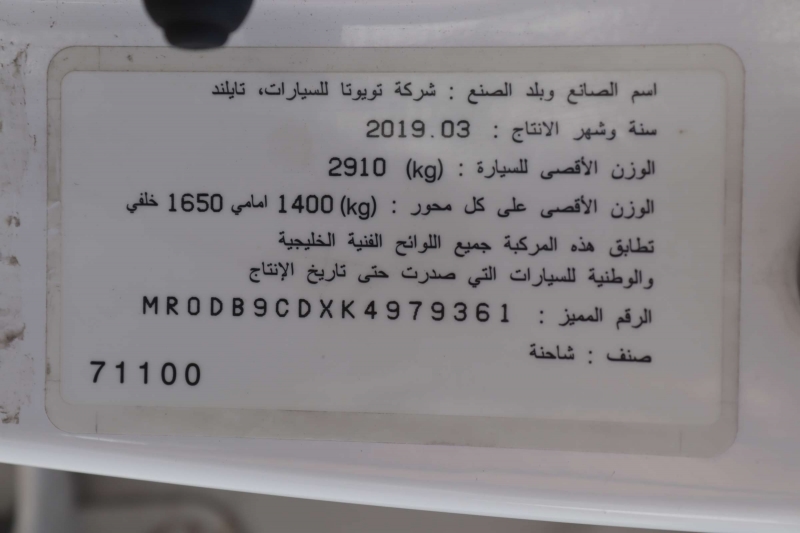 اسم الصانع وبلد الصنع : شركة تويوتا للسيارات، تايلند
سنة وشهر الانتاج : 2019.03
الوزن الأقصى للسيارة : (kg) 2910
الوزن الأقصى على كل محور : (kg) 1400 امامي 1650 خلفي
تطابق هذه المركبة جميع اللوائح الفنية الخليجية
والوطنية للسيارات التي صدرت حتى تاريخ الإنتاج
الرقم المميز : MR0DB9CDXK4979361
صنف : شاحنة
71100